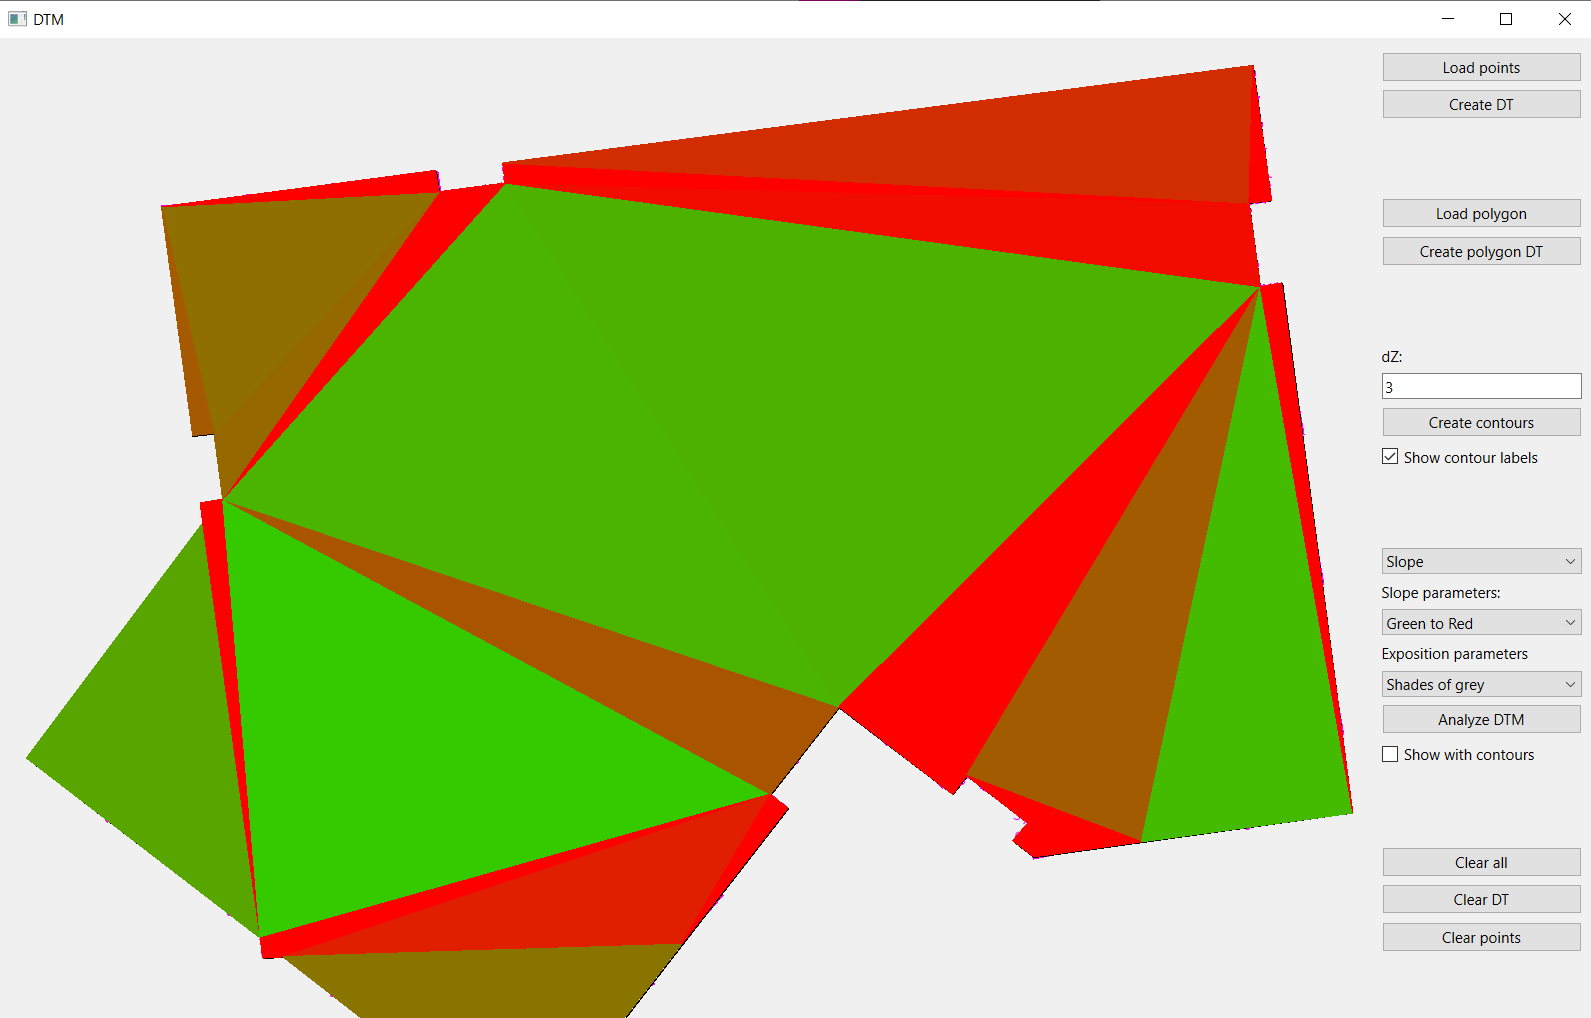 DTM
Load points
Create DT
Load polygon
Create polygon DT
dZ:
3
Create contours
Show contour labels
Slope
Slope parameters:
Green to Red
Exposition parameters
Shades of grey
Analyze DTM
Show with contours
Clear all
Clear DT
Clear points